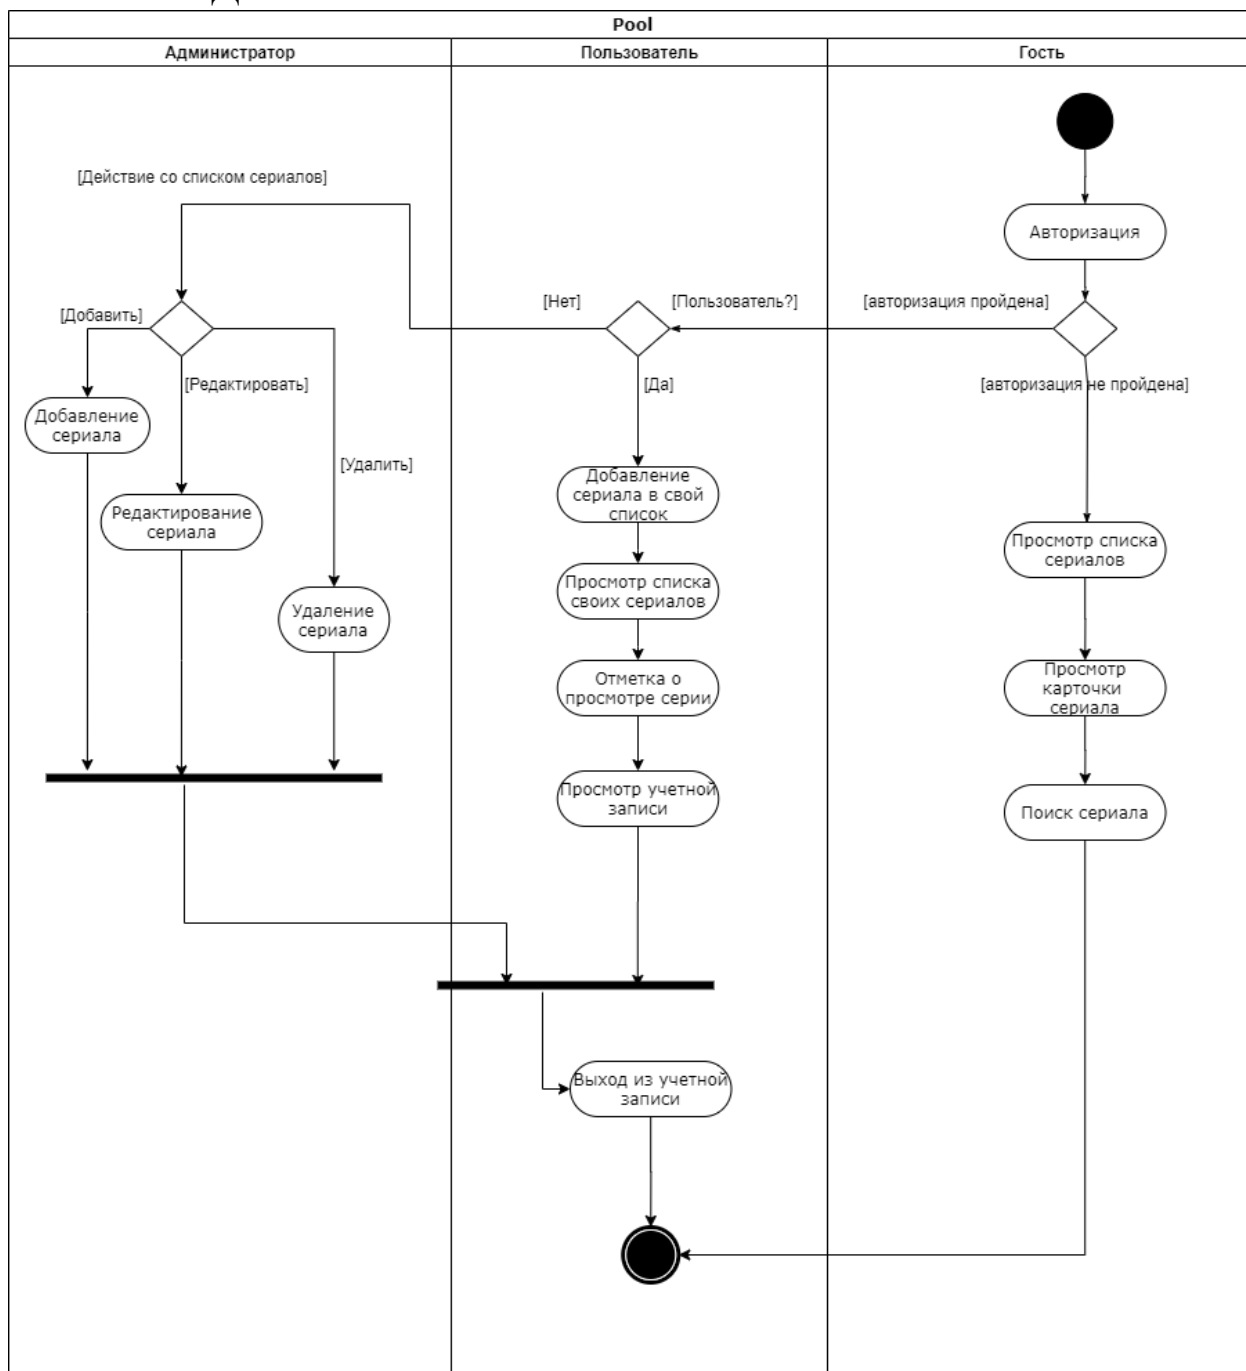 Pool
Администратор
Пользователь
Гость
[Действие со списком сериалов]
Авторизация
[Добавить]
[Нет]
[Пользователь?]
[авторизация пройдена]
[Редактировать]
[Да]
[авторизация не пройдена]
Добавление
сериала
[Удалить]
Добавление
сериала в свой
список
Редактирование
сериала
Просмотр списка
сериалов
Просмотр списка
своих сериалов
Удаление
сериала
Отметка о
просмотре серии
Просмотр
карточки
сериала
Просмотр учетной
записи
Поиск сериала
Выход из учетной
записи